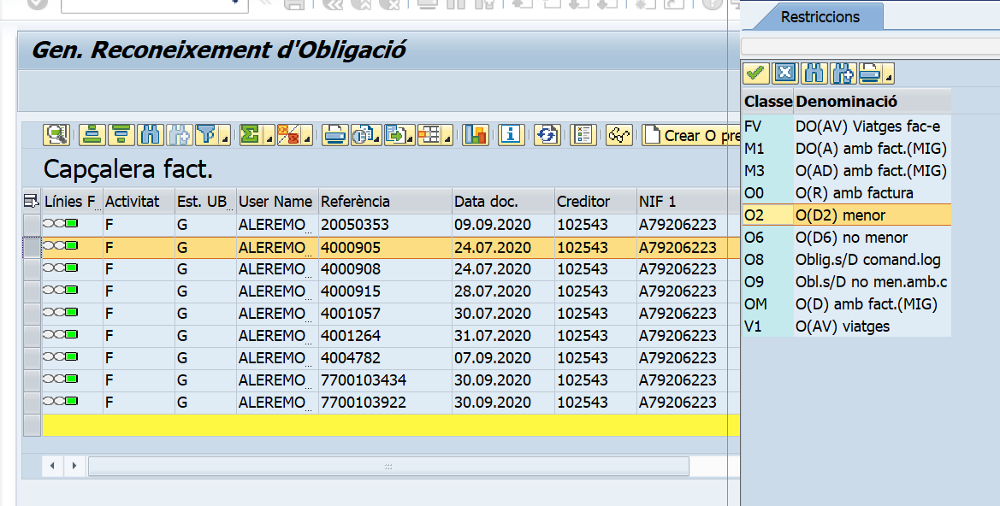 Restriccions
Gen. Reconeixement d'Obligació
Crear O pre
Capçalera fact.
Línies F... Activitat Est. UB... User Name Referència Data doc. Creditor NIF 1
F G ALEREMO... 20050353 09.09.2020 102543 A79206223
F G ALEREMO... 4000905 24.07.2020 102543 A79206223
F G ALEREMO... 4000908 24.07.2020 102543 A79206223
F G ALEREMO... 4000915 28.07.2020 102543 A79206223
F G ALEREMO... 4001057 30.07.2020 102543 A79206223
F G ALEREMO... 4001264 31.07.2020 102543 A79206223
F G ALEREMO... 4004782 07.09.2020 102543 A79206223
F G ALEREMO... 7700103434 30.09.2020 102543 A79206223
F G ALEREMO... 7700103922 30.09.2020 102543 A79206223
Classe Denominació
FV DO(AV) Viatges fac-e
M1 DO(A) amb fact.(MIG)
M3 O(AD) amb fact.(MIG)
O0 O(R) amb factura
O2 O(D2) menor
O6 O(D6) no menor
O8 Oblig.s/D comand.log
O9 Obl.s/D no men.amb.c
OM O(D) amb fact.(MIG)
V1 O(AV) viatges